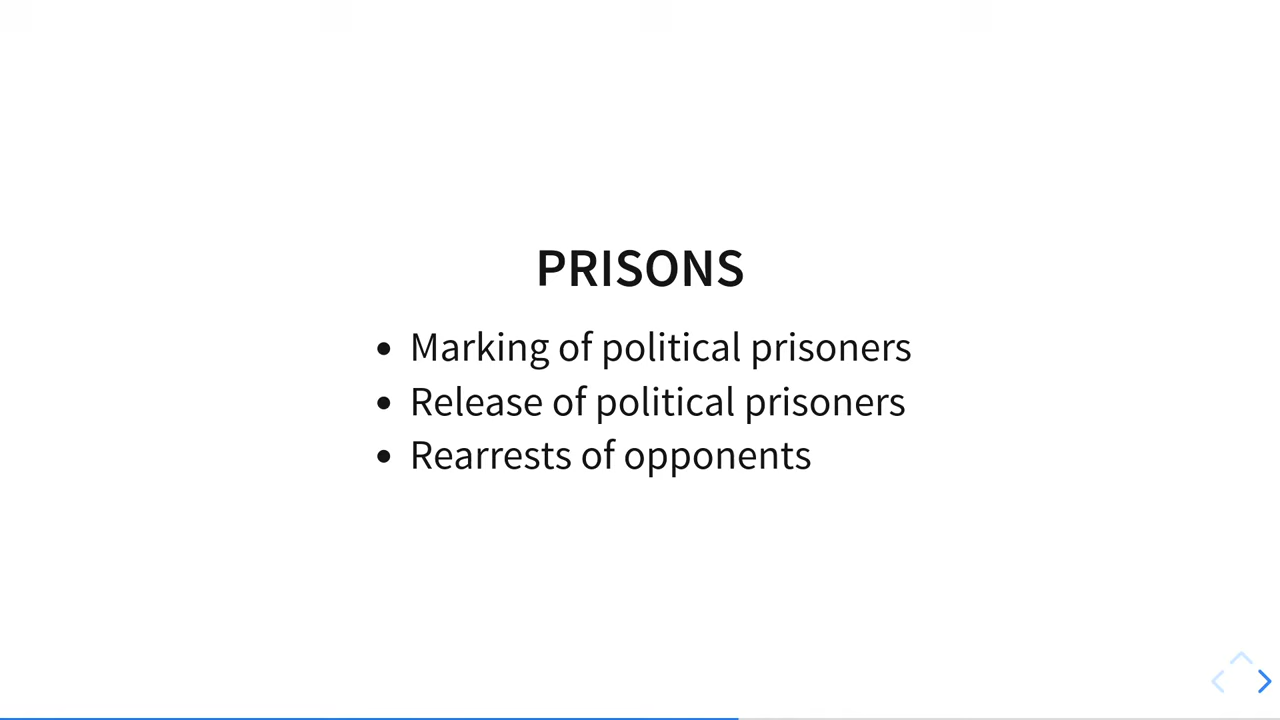 PRISONS
Marking of political prisoners
Release of political prisoners
Rearrests of opponents